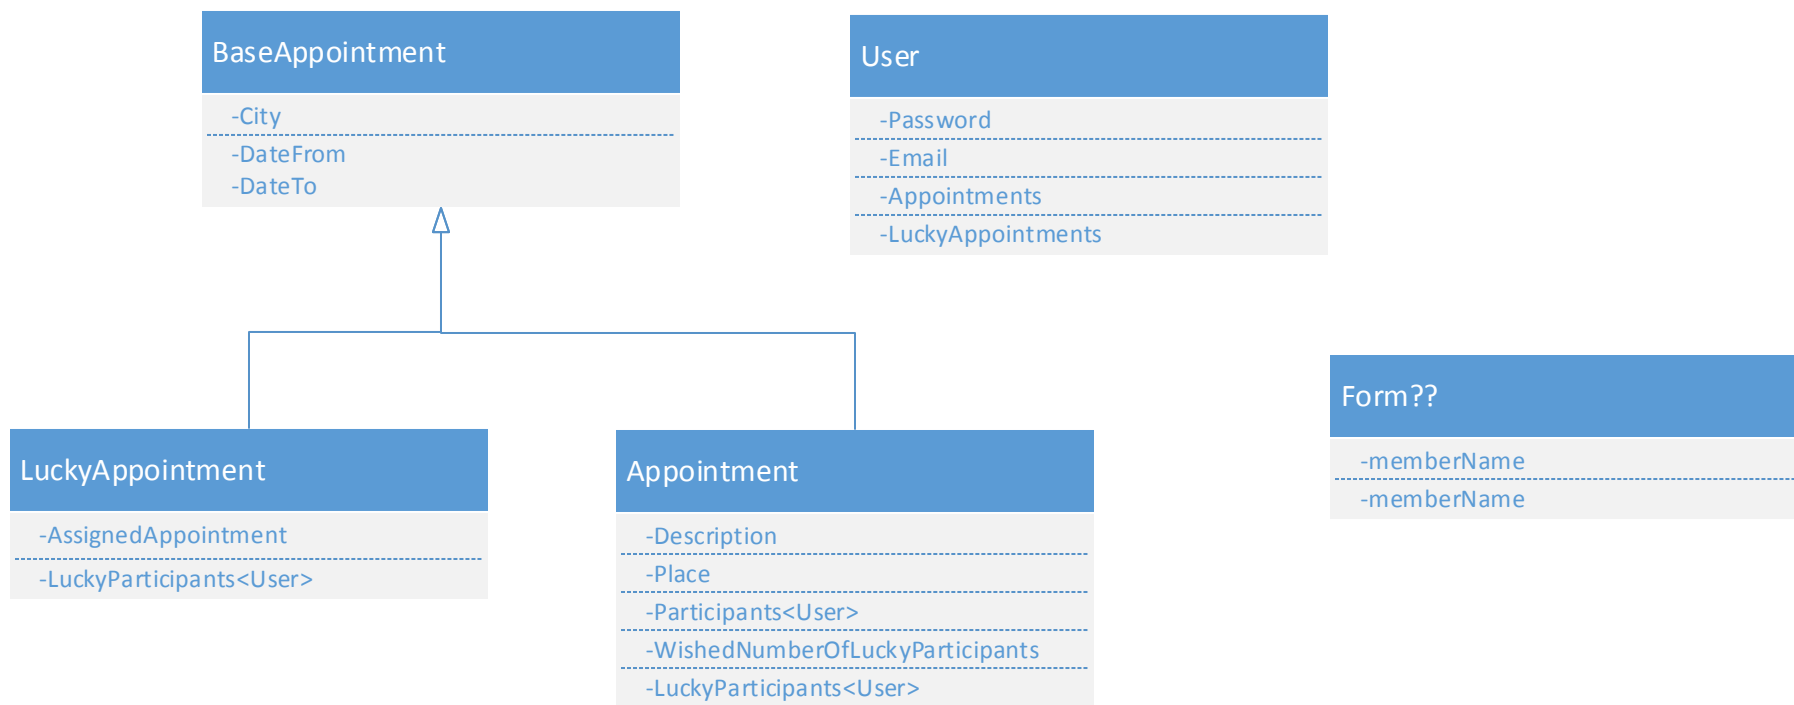 BaseAppointment
-City
-DateFrom
-DateTo
User
-Password
-Email
-Appointments
-LuckyAppointments
LuckyAppointment
-AssignedAppointment
-LuckyParticipants<User>
Appointment
-Description
-Place
-Participants<User>
-WishedNumberOfLuckyParticipants
-LuckyParticipants<User>
Form??
-memberName
-memberName